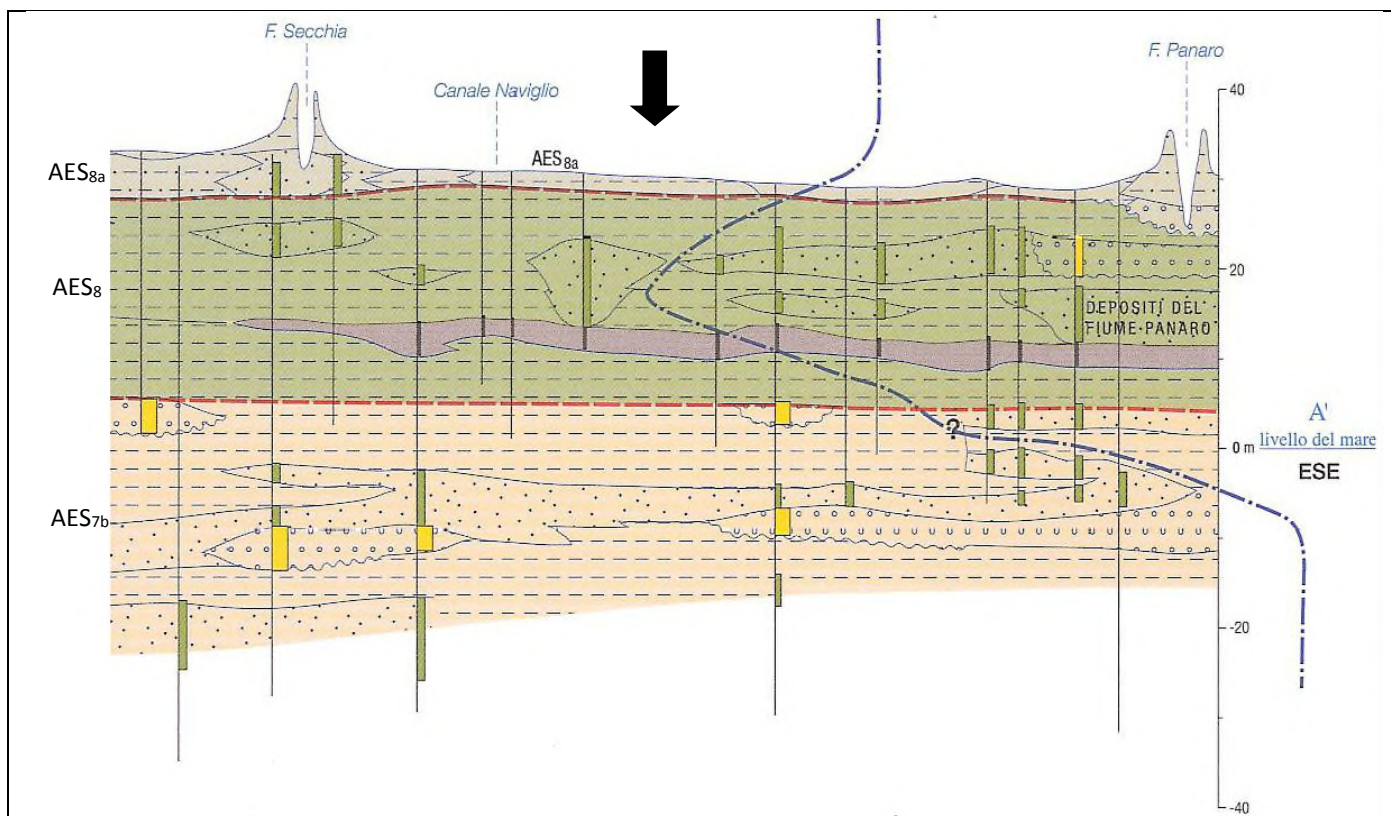 F. Secchia
F. Panaro
Canale Naviglio
40
AES8a
AES8a
20
AES8
DEPOSITI DEL
FIUME-PANARO
A'
?
0 m
livello del mare
ESE
AES7b
-20
-40